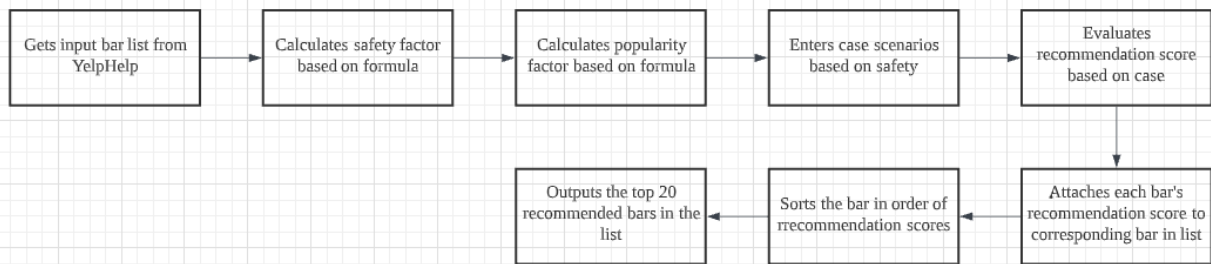 Gets input bar list from
YelpHelp
Calculates safety factor
based on formula
Calculates popularity
factor based on formula
Enters case scenarios
based on safety
Evaluates
recommendation score
based on case
Attaches each bar's
recommendation score to
corresponding bar in list
Sorts the bar in order of
rrecommendation scores
Outputs the top 20
recommended bars in the
list